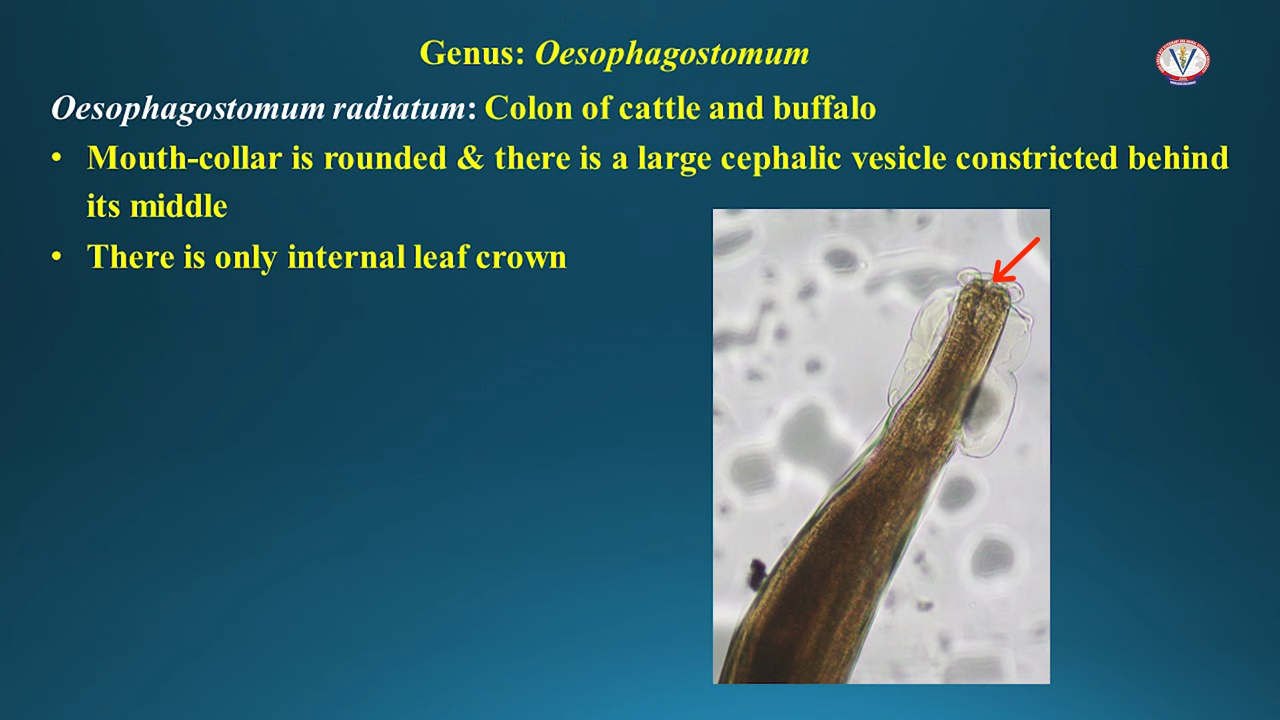 Genus: Oesophagostomum
Oesophagostomum radiatum: Colon of cattle and buffalo
• Mouth-collar is rounded & there is a large cephalic vesicle constricted behind
its middle
• There is only internal leaf crown